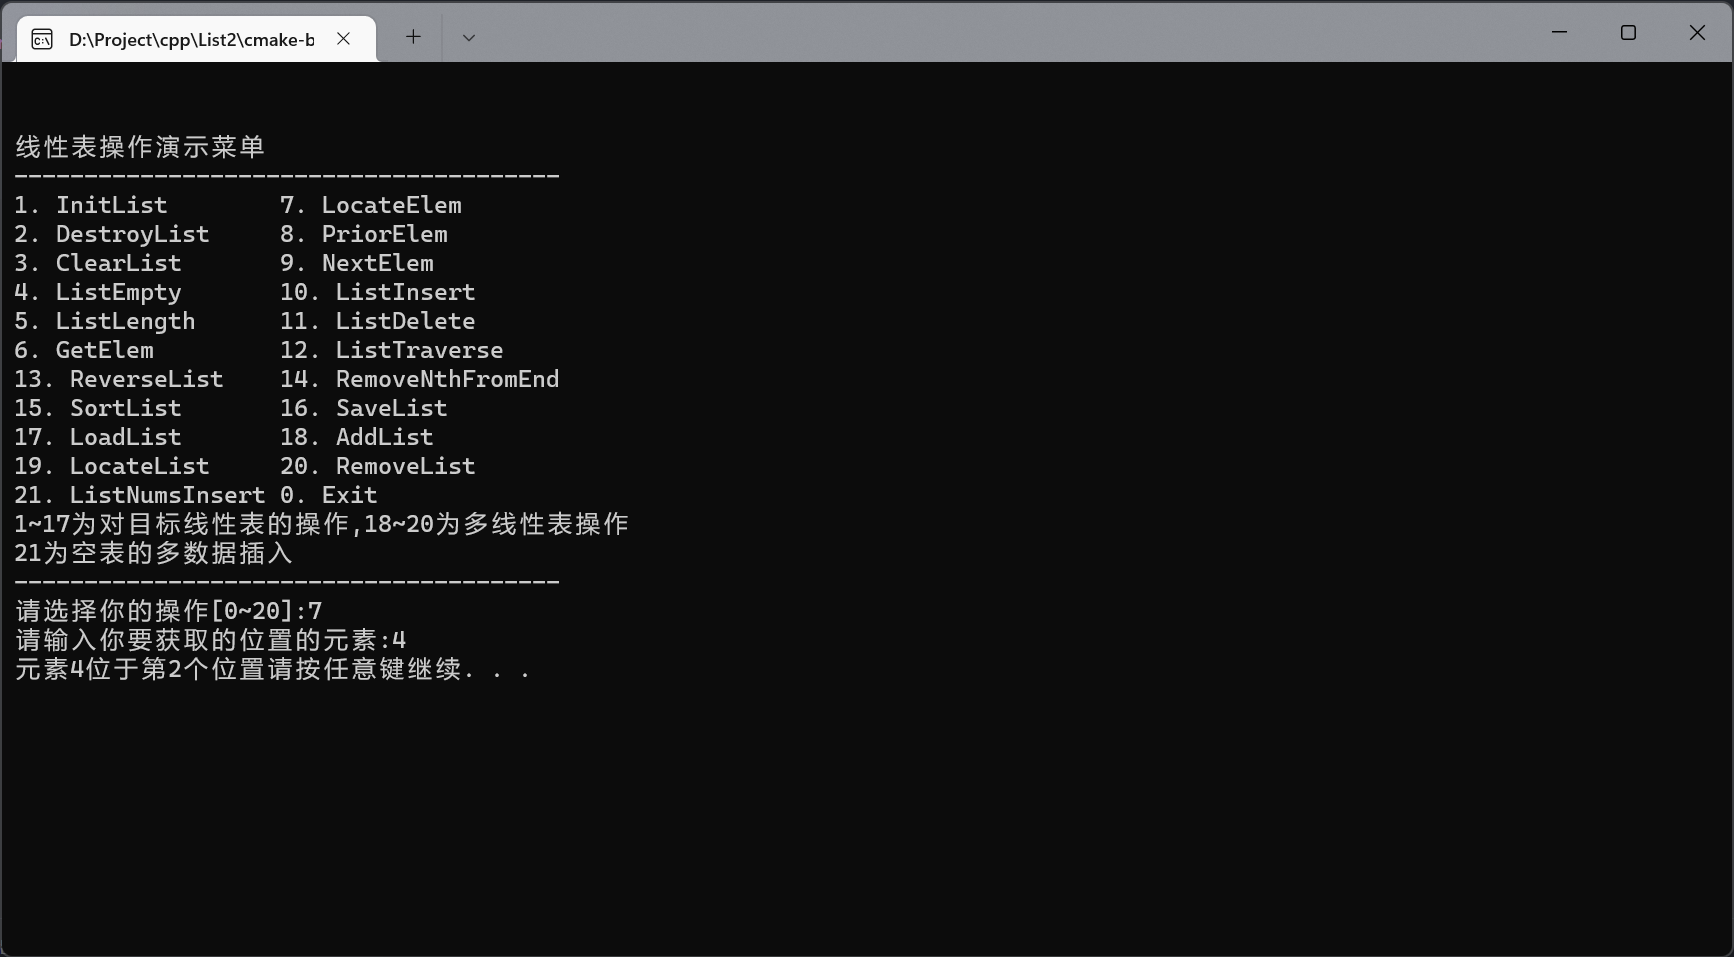 D:\Project\cpp\List2\cmake-b
线性表操作演示菜单
---------------------------------------
1. InitList        7. LocateElem
2. DestroyList     8. PriorElem
3. ClearList       9. NextElem
4. ListEmpty       10. ListInsert
5. ListLength      11. ListDelete
6. GetElem         12. ListTraverse
13. ReverseList    14. RemoveNthFromEnd
15. SortList       16. SaveList
17. LoadList       18. AddList
19. LocateList     20. RemoveList
21. ListNumsInsert 0. Exit
1~17为对目标线性表的操作,18~20为多线性表操作
21为空表的多数据插入
---------------------------------------
请选择你的操作[0~20]:7
请输入你要获取的位置的元素:4
元素4位于第2个位置请按任意键继续. . .